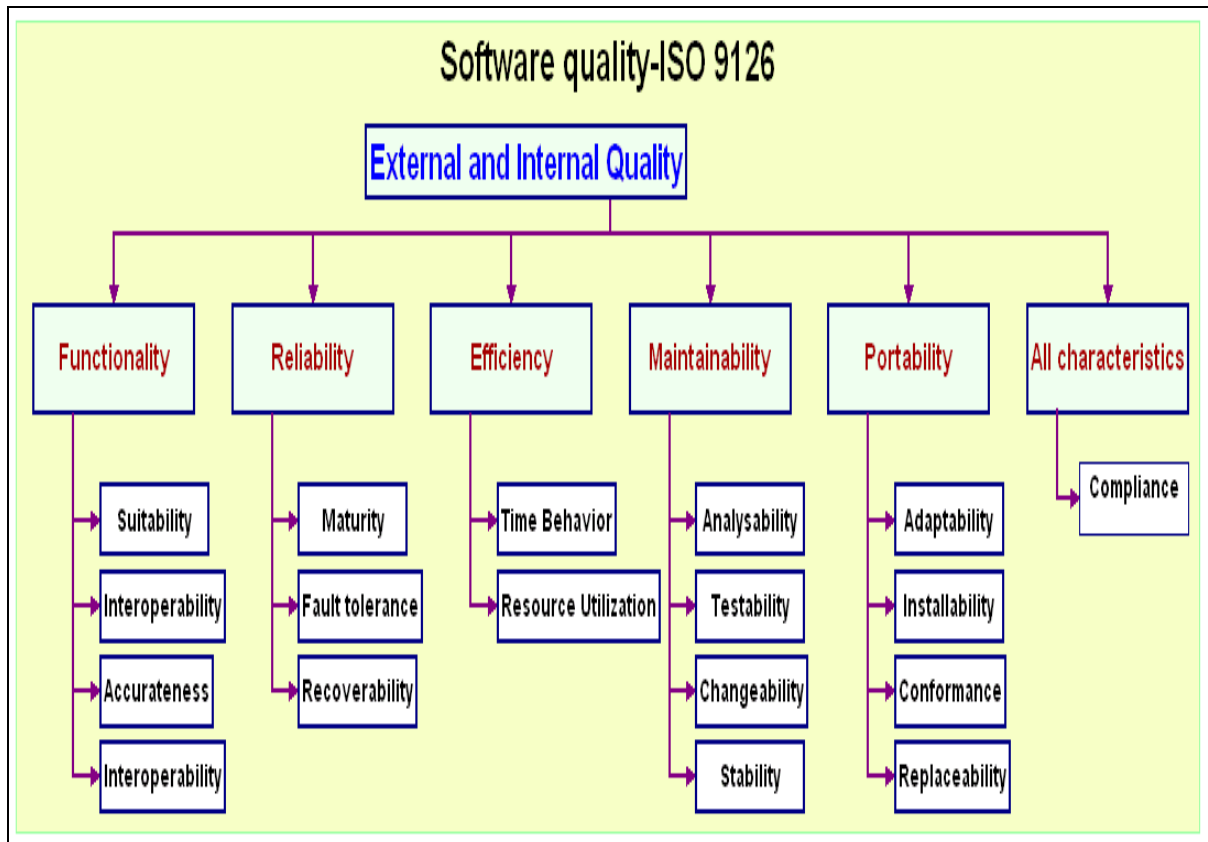 Software quality-ISO 9126
External and Internal Quality
Functionality
Reliability
Efficiency
Maintainability
Portability
All characteristics
Suitability
Interoperability
Accurateness
Interoperability
Maturity
Fault tolerance
Recoverability
Time Behavior
Resource Utilization
Analysability
Testability
Changeability
Stability
Adaptability
Installability
Conformance
Replaceability
Compliance